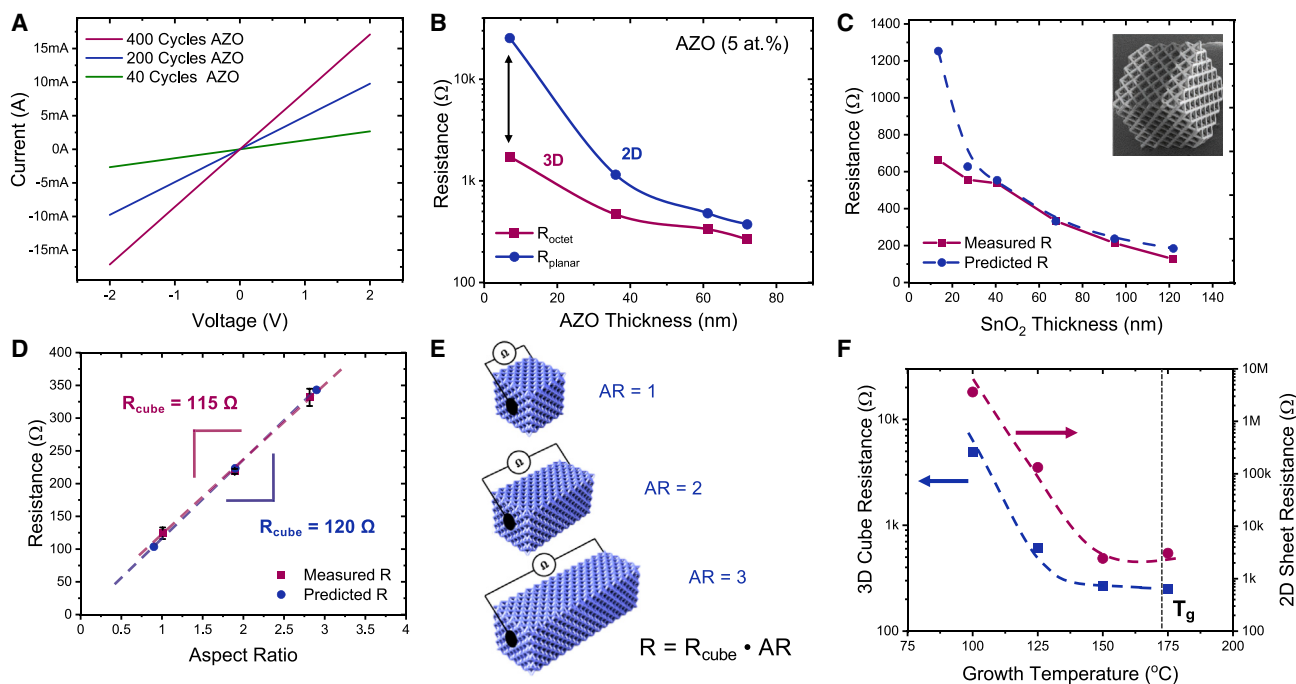 A
400 Cycles AZO
200 Cycles AZO
40 Cycles AZO
15mA
10mA
5mA
0A
-5mA
-10mA
-15mA
Current (A)
-2 -1 0 1 2
Voltage (V)
B
AZO (5 at.%)
3D
2D
R_octet
R_planar
10k
1k
100
Resistance (Ω)
0 20 40 60 80
AZO Thickness (nm)
C
1400
1200
1000
800
600
400
200
0
Resistance (Ω)
Measured R
Predicted R
0 20 40 60 80 100 120 140
SnO₂ Thickness (nm)
D
400
350
300
250
200
150
100
50
0
Resistance (Ω)
R_cube = 115 Ω
R_cube = 120 Ω
Measured R
Predicted R
0 0.5 1 1.5 2 2.5 3 3.5 4
Aspect Ratio
E
Ω
AR = 1
Ω
AR = 2
Ω
AR = 3
R = R_cube • AR
F
10k
1k
100
3D Cube Resistance (Ω)
10M
1M
100k
10k
1k
100
2D Sheet Resistance (Ω)
T_g
75 100 125 150 175 200
Growth Temperature (°C)